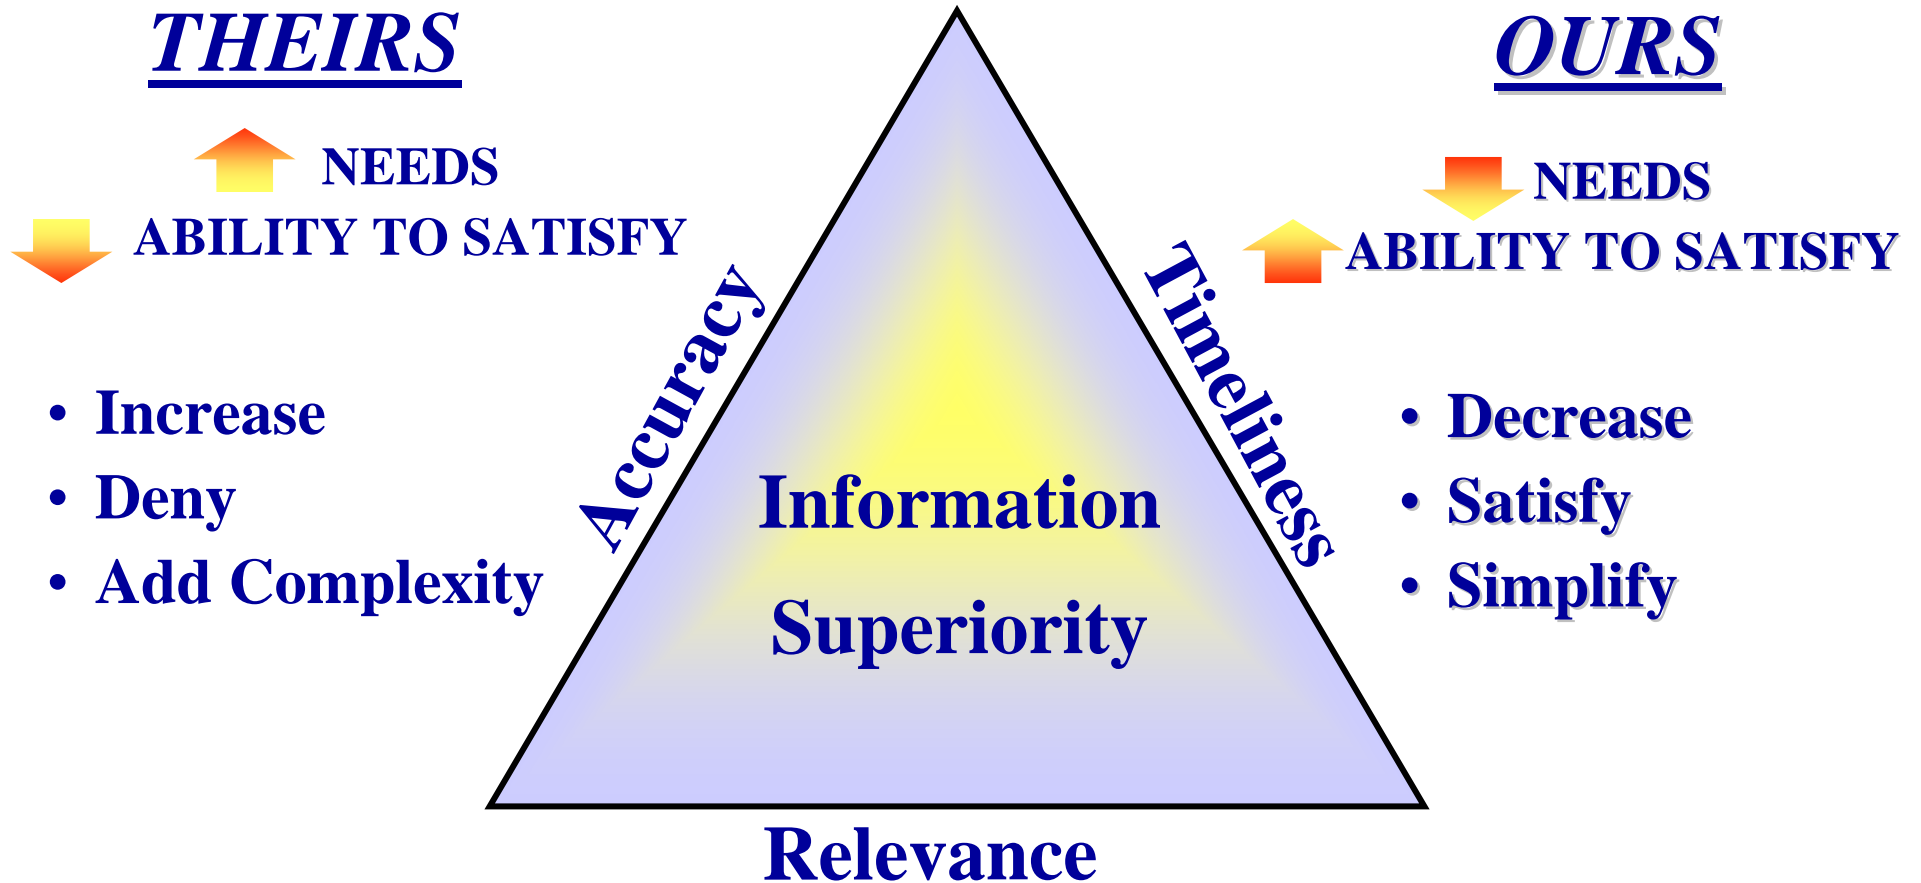 THEIRS
NEEDS
ABILITY TO SATISFY
• Increase
• Deny
• Add Complexity
Accuracy
Information
Superiority
Timeliness
Relevance
OURS
NEEDS
ABILITY TO SATISFY
• Decrease
• Satisfy
• Simplify